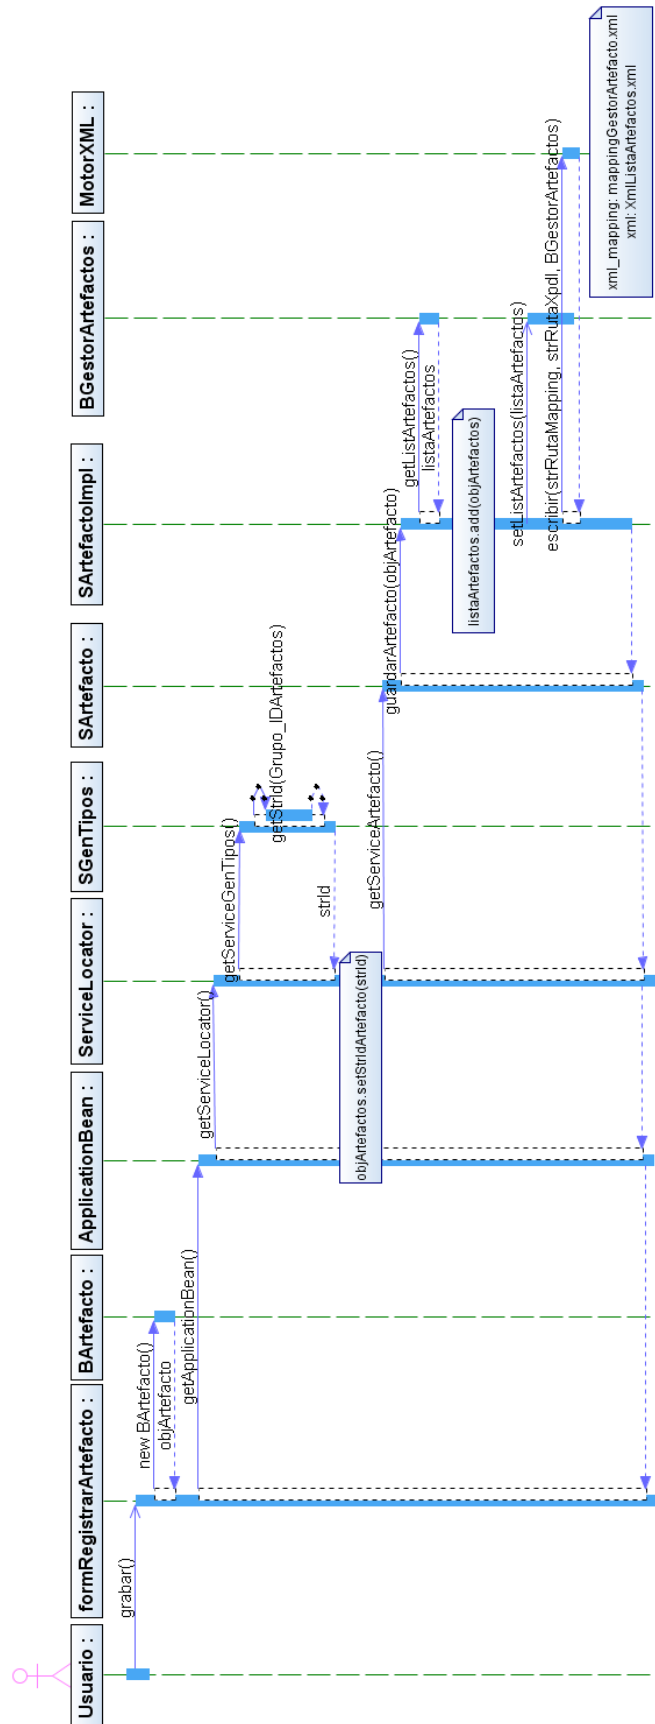 Usuario :
formRegistrarArtefacto :
BArtefacto :
ApplicationBean :
ServiceLocator :
SGenTipos :
SArtefacto :
SArtefactoImpl :
BGestorArtefactos :
MotorXML :
grabar()
new BArtefacto()
objArtefacto
getApplicationBean()
getServiceLocator()
getServiceGenTipos()
getStrId(Grupo_IDArtefactos)
strId
objArtefactos.setStrIdArtefacto(strId)
getServiceArtefacto()
guardarArtefacto(objArtefacto)
getListArtefactos()
listaArtefactos
listaArtefactos.add(objArtefactos)
setListArtefactos(listaArtefactos)
escribir(strRutaMapping, strRutaXpdl, BGestorArtefactos)
xml_mapping: mappingGestorArtefacto.xml
xml: XmlListaArtefactos.xml